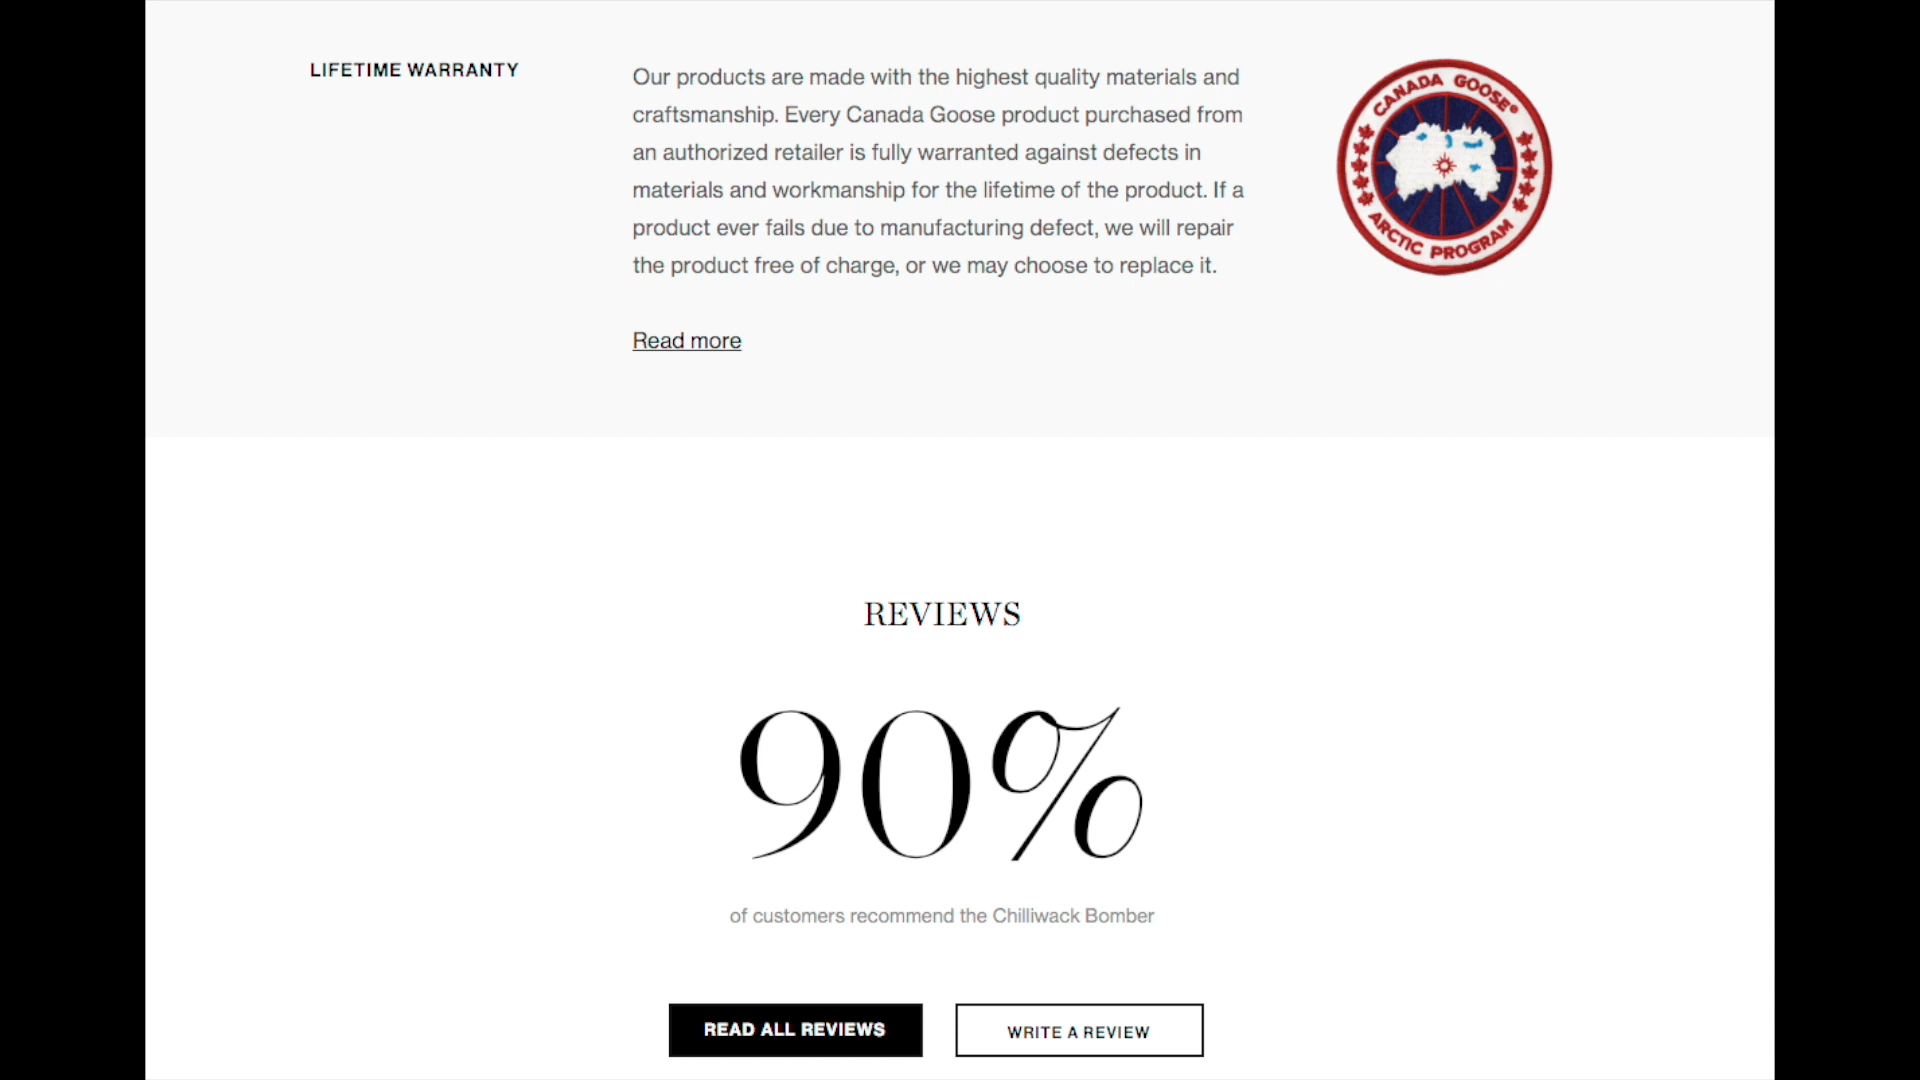 LIFETIME WARRANTY
Our products are made with the highest quality materials and
craftsmanship. Every Canada Goose product purchased from
an authorized retailer is fully warranted against defects in
materials and workmanship for the lifetime of the product. If a
product ever fails due to manufacturing defect, we will repair
the product free of charge, or we may choose to replace it.
Read more
CANADA GOOSE®
ARCTIC PROGRAM
REVIEWS
90%
of customers recommend the Chilliwack Bomber
READ ALL REVIEWS
WRITE A REVIEW